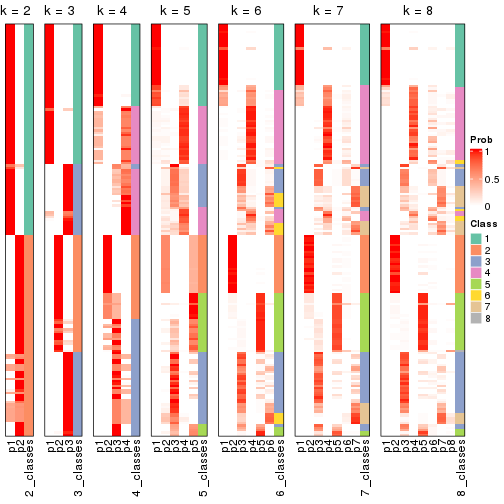 k = 2 k = 3 k = 4 k = 5 k = 6 k = 7 k = 8
Prob
1
0.5
0
Class
1
2
3
4
5
6
7
8
p1 p2 2_classes
p1 p2 p3 3_classes
p1 p2 p3 p4 4_classes
p1 p2 p3 p4 p5 5_classes
p1 p2 p3 p4 p5 p6 6_classes
p1 p2 p3 p4 p5 p6 p7 7_classes
p1 p2 p3 p4 p5 p6 p7 p8 8_classes